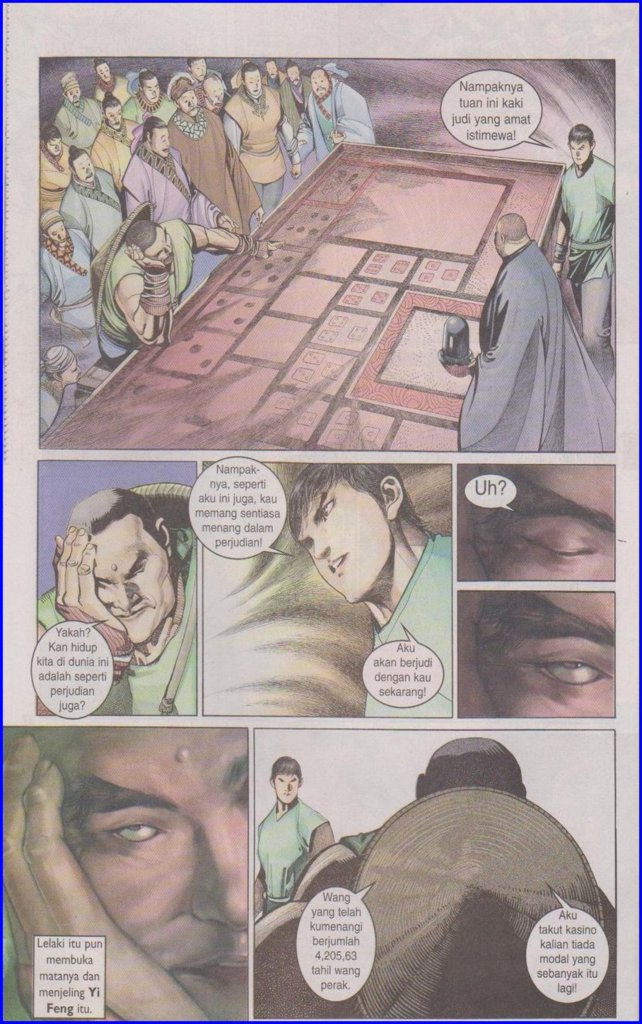 Nampaknya
tuan ini kaki
judi yang amat
istimewa!
Yakah?
Kan hidup
kita di dunia ini
adalah seperti
perjudian
juga?
Nampak-
nya, seperti
aku ini juga, kau
memang sentiasa
menang dalam
perjudian!
Aku
akan berjudi
dengan kau
sekarang!
Uh?
Lelaki itu pun
membuka
matanya dan
menjeling Yi
Feng itu.
Wang
yang telah
kumenangi
berjumlah
4,205,63
tahil wang
perak.
Aku
takut kasino
kalian tiada
modal yang
sebanyak itu
lagi!